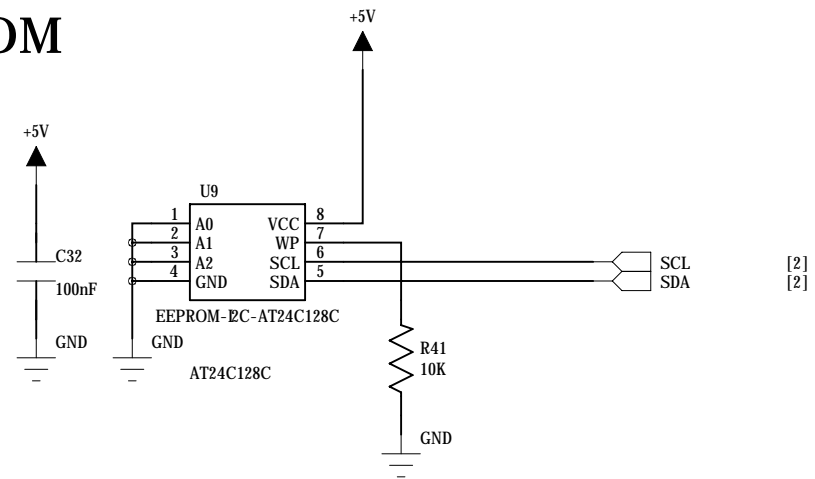 OM
+5V
+5V
U9
1 A0 VCC 8
2 A1 WP 7
3 A2 SCL 6
4 GND SDA 5
SCL [2]
SDA [2]
C32
100nF
EEPROM-I2C-AT24C128C
GND
GND
AT24C128C
R41
10K
GND